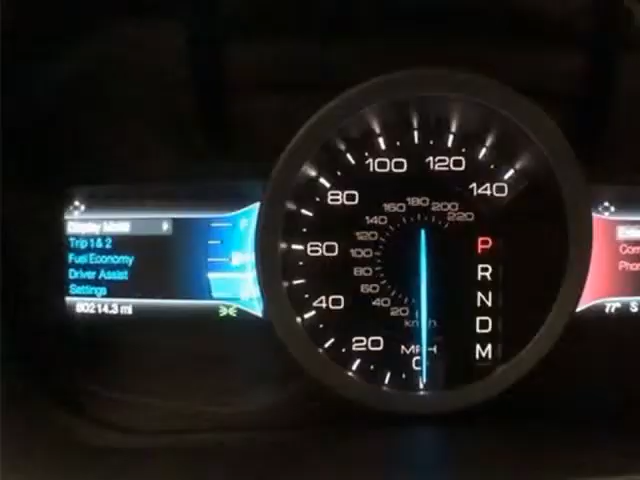 Display Mode
Trip 1 & 2
Fuel Economy
Driver Assist
Settings
80214.3 mi
0
20
40
60
80
100
120
140
MPH
20
40
60
80
100
120
140
160
180
200
220
km/h
P
R
N
D
M
77° S